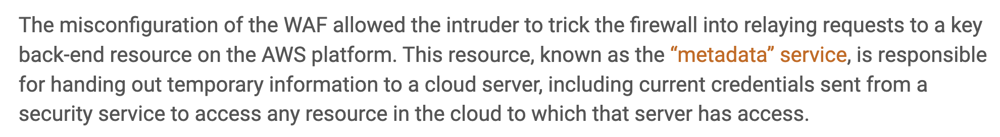 The misconfiguration of the WAF allowed the intruder to trick the firewall into relaying requests to a key
back-end resource on the AWS platform. This resource, known as the “metadata” service, is responsible
for handing out temporary information to a cloud server, including current credentials sent from a
security service to access any resource in the cloud to which that server has access.